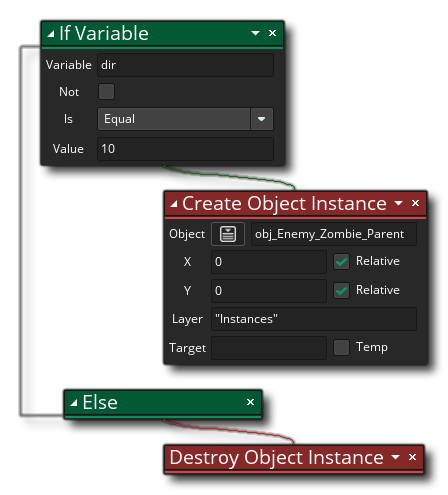 If Variable
Variable dir
Not
Is Equal
Value 10
Create Object Instance
Object obj_Enemy_Zombie_Parent
X 0 Relative
Y 0 Relative
Layer "Instances"
Target Temp
Else
Destroy Object Instance